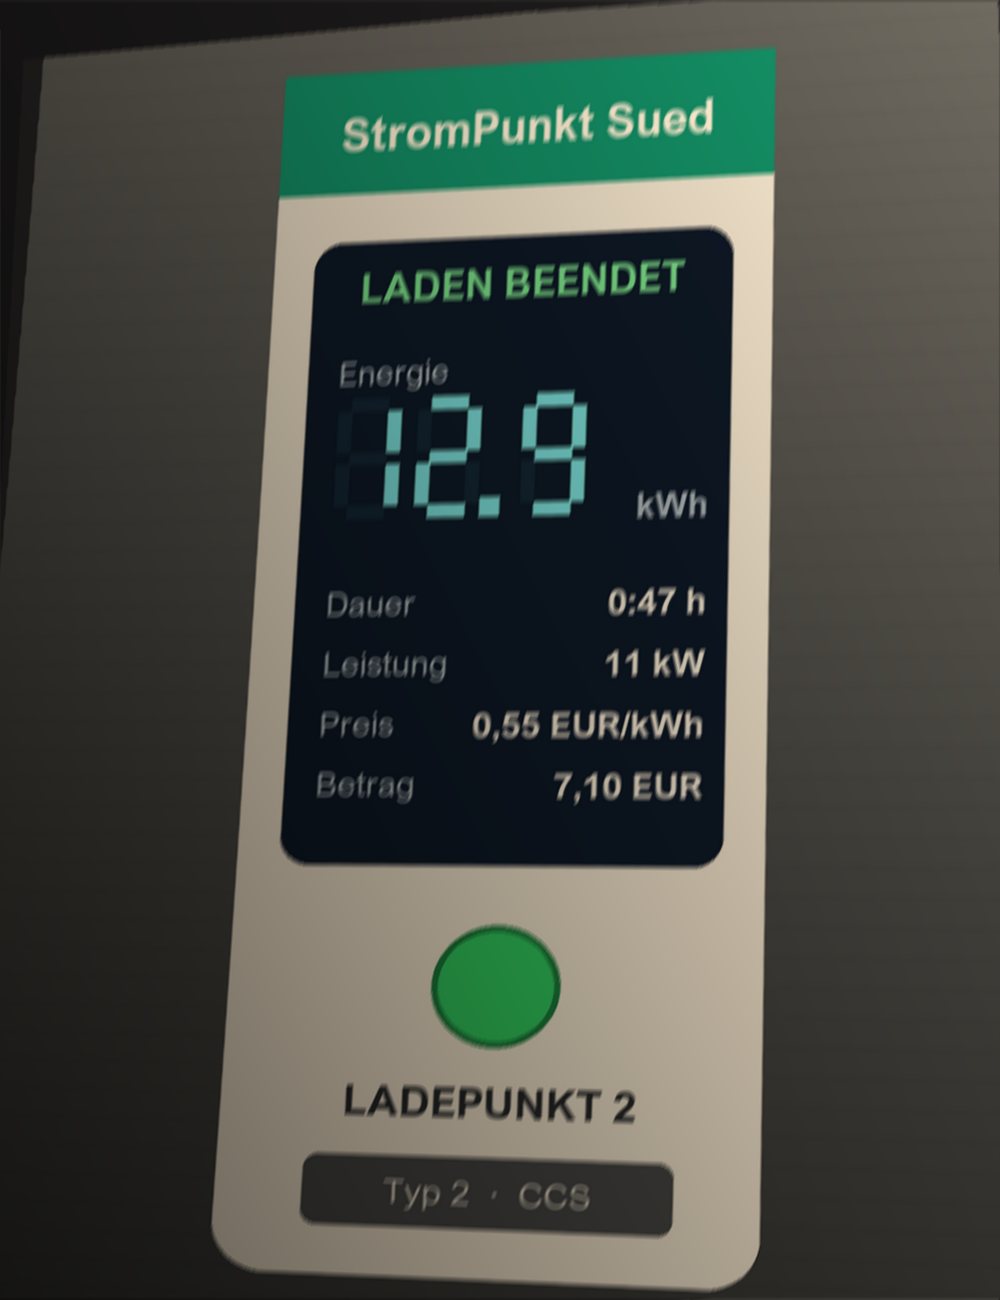 StromPunkt Sued
LADEN BEENDET
Energie
12.9 kWh
Dauer 0:47 h
Leistung 11 kW
Preis 0,55 EUR/kWh
Betrag 7,10 EUR
LADEPUNKT 2
Typ 2 · CCS